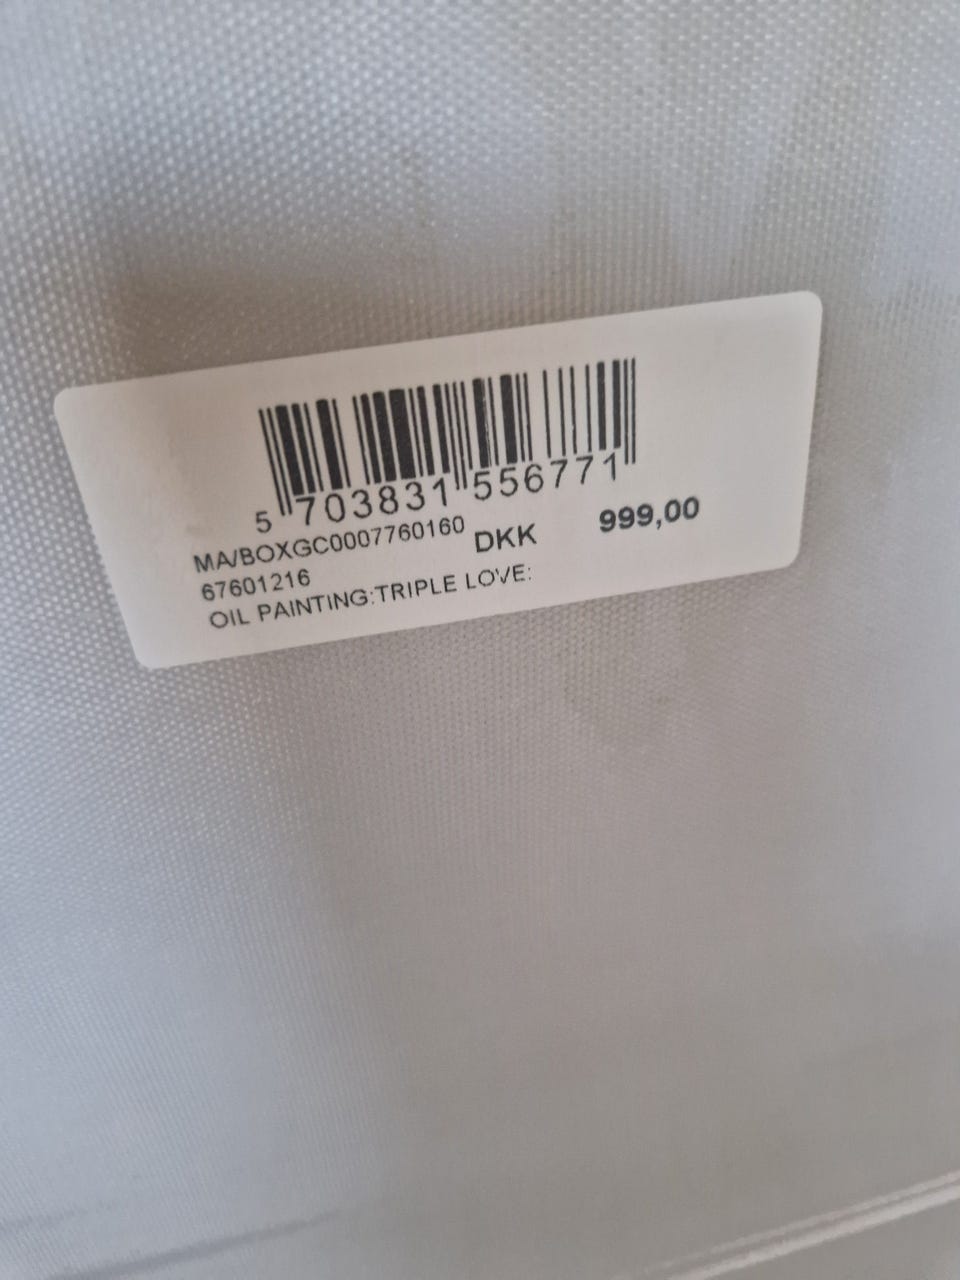 5 703831 556771
MA/BOXGC0007760160 DKK 999,00
67601216
OIL PAINTING:TRIPLE LOVE: